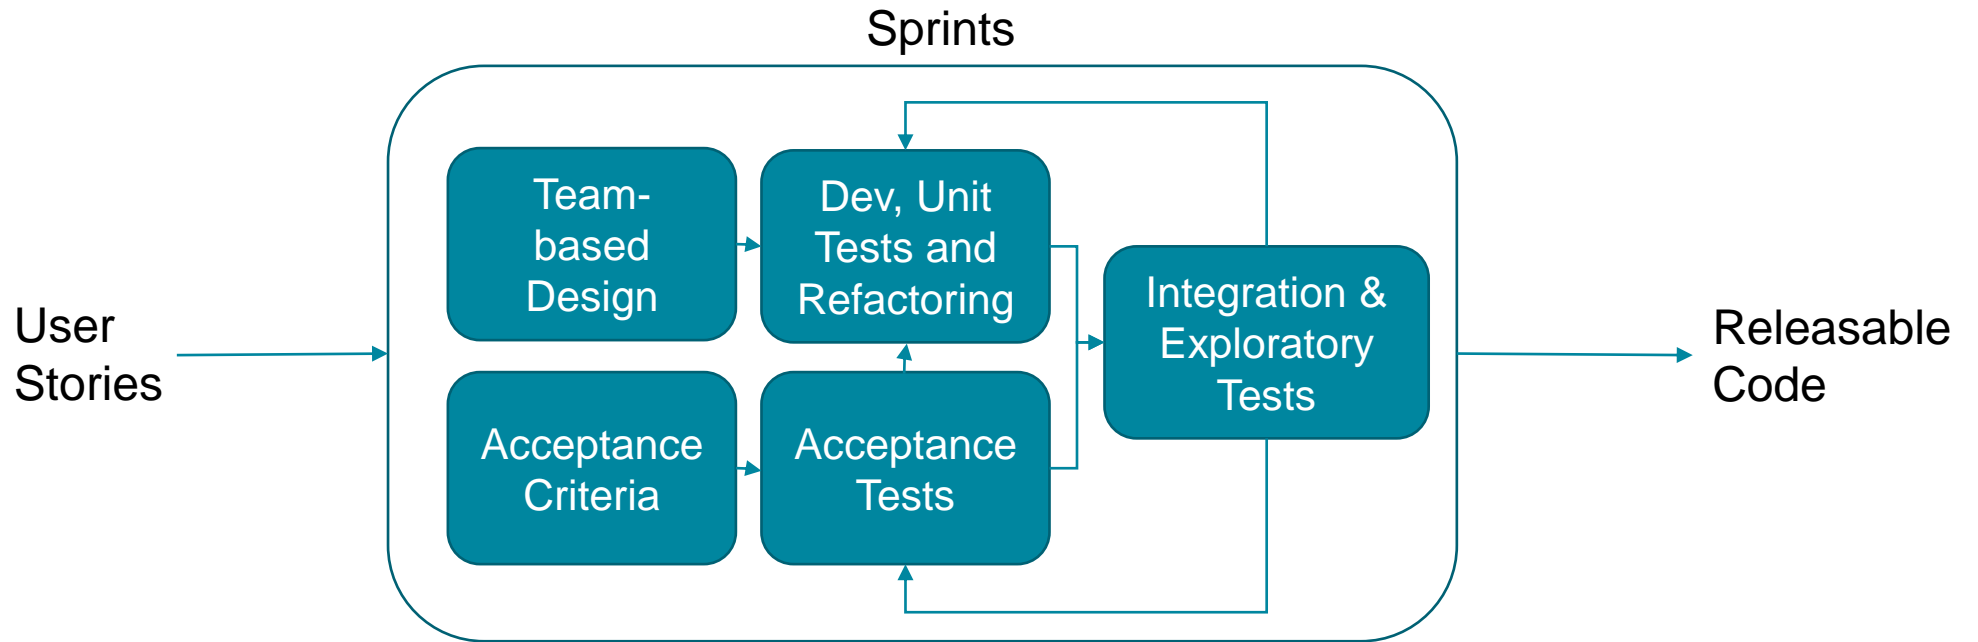 Sprints
User
Stories
Team-
based
Design
Dev, Unit
Tests and
Refactoring
Acceptance
Criteria
Acceptance
Tests
Integration &
Exploratory
Tests
Releasable
Code